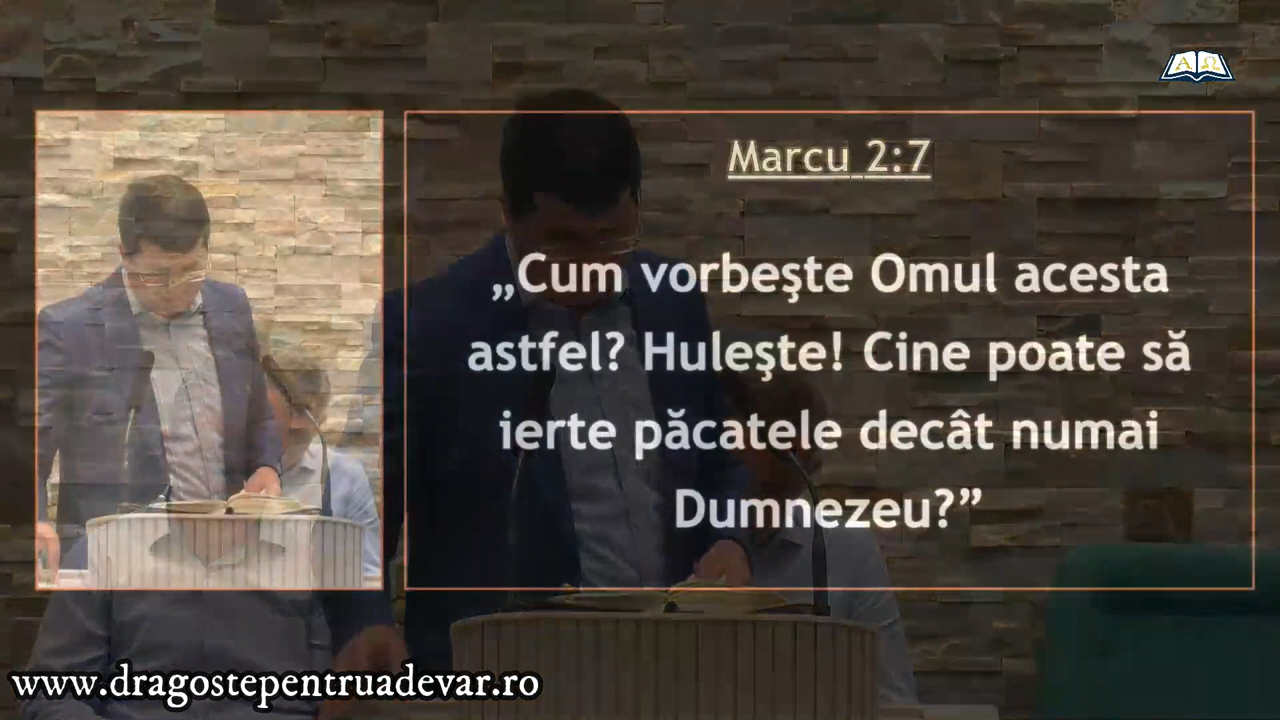 Α Ω
Marcu 2:7
„Cum vorbeşte Omul acesta
astfel? Huleşte! Cine poate să
ierte păcatele decât numai
Dumnezeu?”
www.dragostepentruadevar.ro